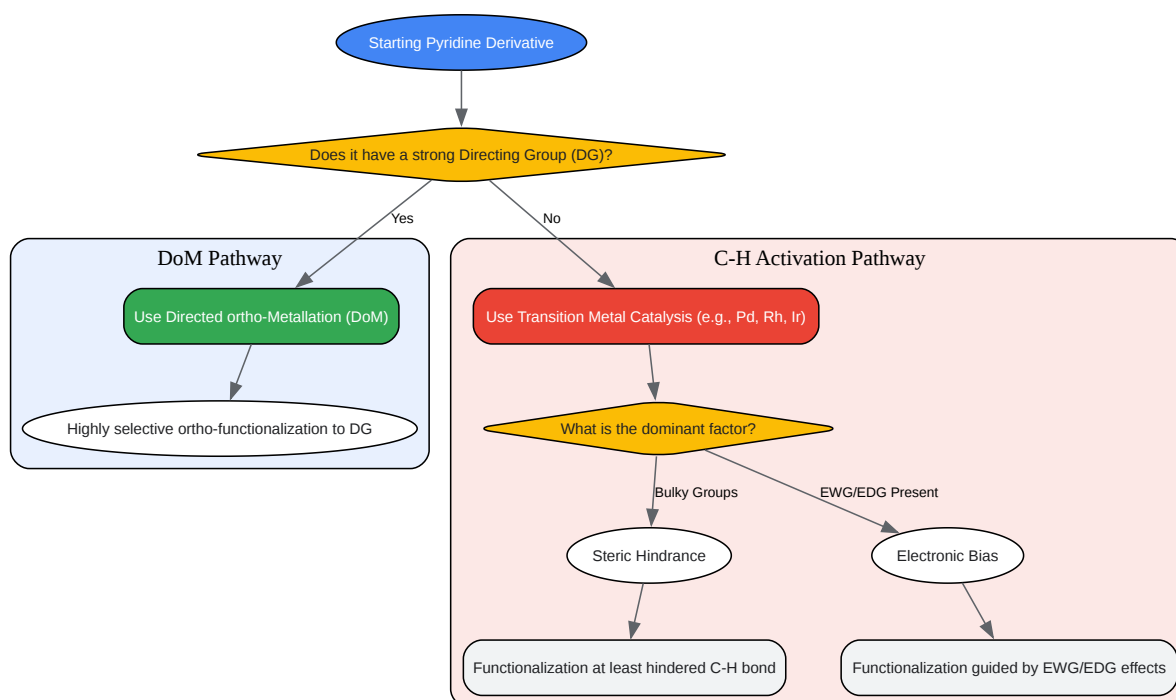 Starting Pyridine Derivative
Does it have a strong Directing Group (DG)?
Yes
No
DoM Pathway
C-H Activation Pathway
Use Directed ortho-Metallation (DoM)
Use Transition Metal Catalysis (e.g., Pd, Rh, Ir)
Highly selective ortho-functionalization to DG
What is the dominant factor?
Bulky Groups
EWG/EDG Present
Steric Hindrance
Electronic Bias
Functionalization at least hindered C-H bond
Functionalization guided by EWG/EDG effects